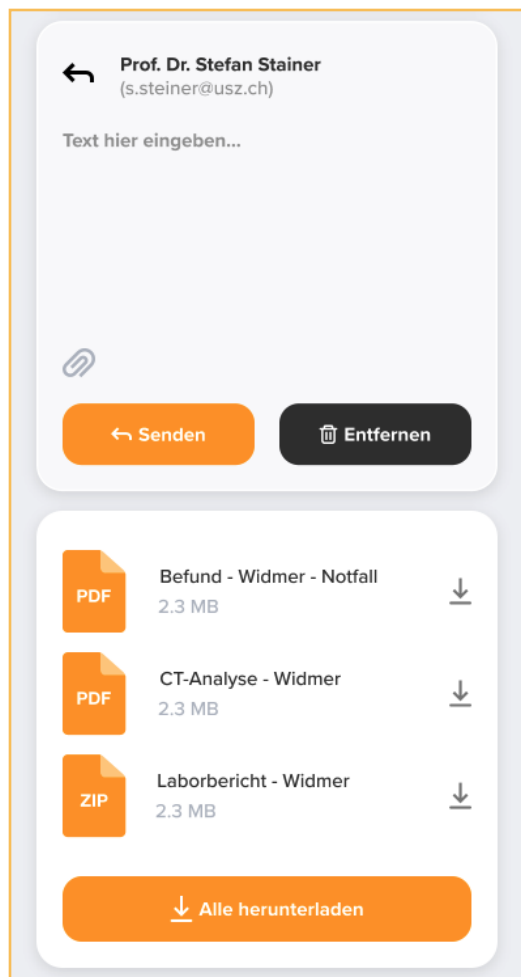 Prof. Dr. Stefan Stainer
(s.steiner@usz.ch)
Text hier eingeben...
Senden
Entfernen
PDF
Befund - Widmer - Notfall
2.3 MB
PDF
CT-Analyse - Widmer
2.3 MB
ZIP
Laborbericht - Widmer
2.3 MB
Alle herunterladen